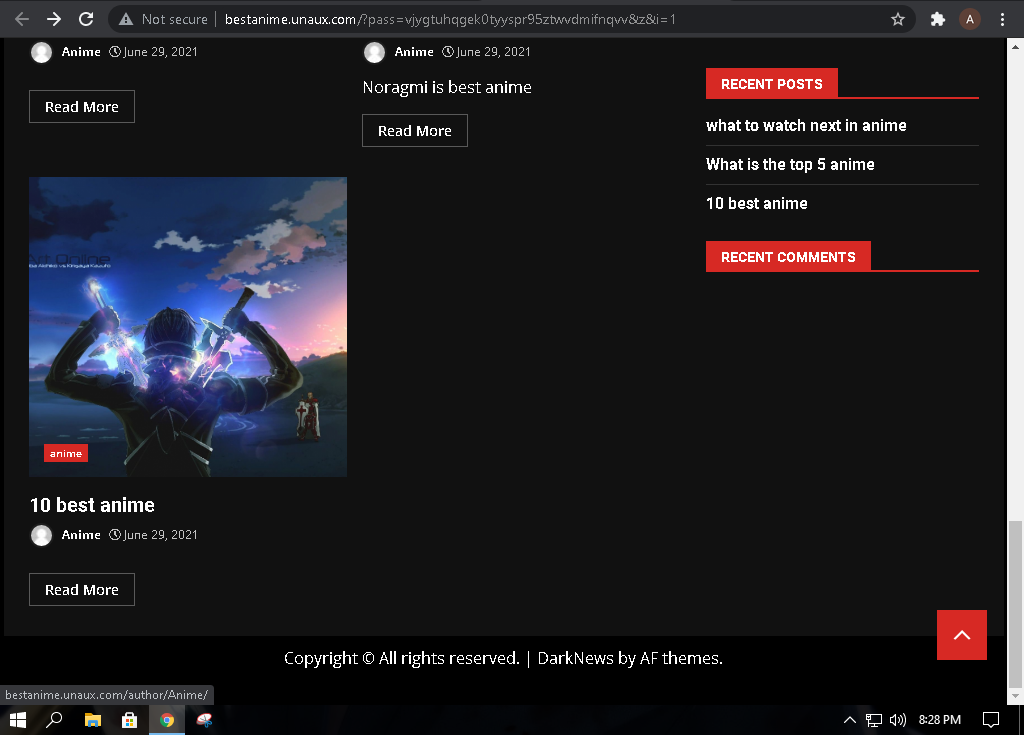 Not secure | bestanime.unaux.com/?pass=vjygtuhqgek0tyyspr95ztwvdmifnqvv&z&i=1
A
Anime June 29, 2021
Read More
Anime June 29, 2021
Noragmi is best anime
Read More
Art Online
anime
10 best anime
Anime June 29, 2021
Read More
RECENT POSTS
what to watch next in anime
What is the top 5 anime
10 best anime
RECENT COMMENTS
Copyright © All rights reserved. | DarkNews by AF themes.
bestanime.unaux.com/author/Anime/
8:28 PM